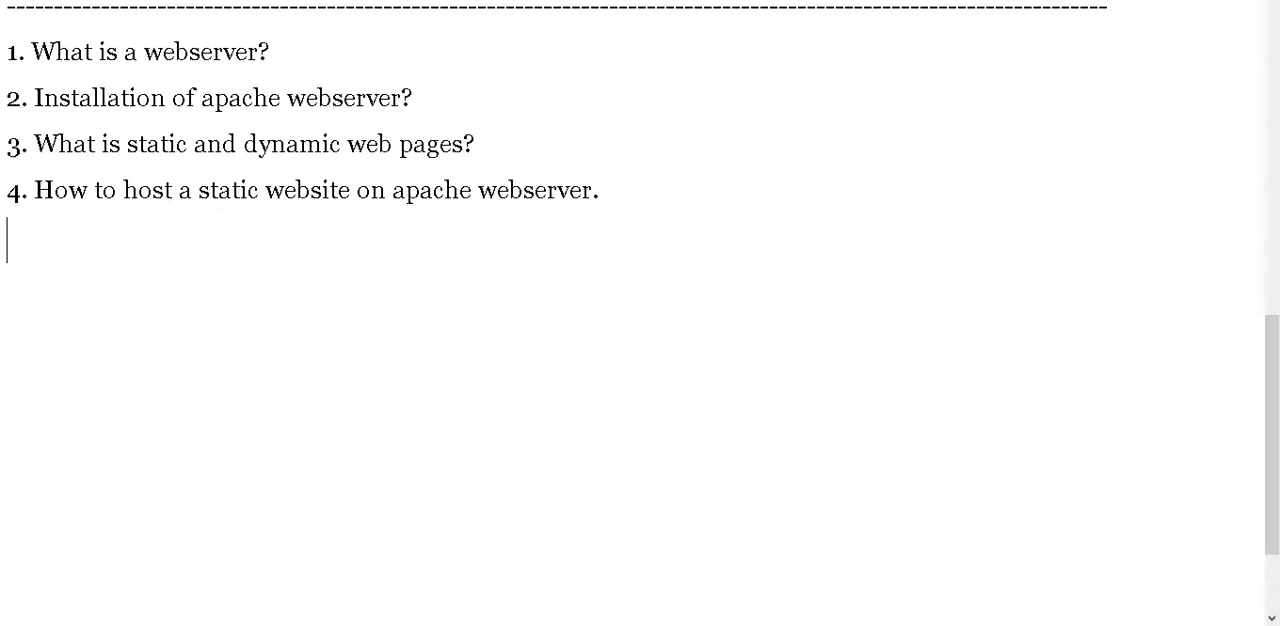 1. What is a webserver?
2. Installation of apache webserver?
3. What is static and dynamic web pages?
4. How to host a static website on apache webserver.